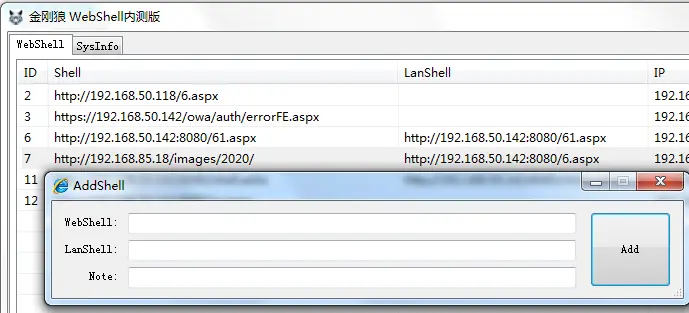 金刚狼 WebShell内测版
WebShell SysInfo
ID Shell LanShell IP
2 http://192.168.50.118/6.aspx 192.16
3 https://192.168.50.142/owa/auth/errorFE.aspx 192.16
6 http://192.168.50.142:8080/61.aspx http://192.168.50.142:8080/61.aspx 192.16
7 http://192.168.85.18/images/2020/ http://192.168.50.142:8080/6.aspx 192.16
11
12
AddShell
WebShell:
LanShell:
Note:
Add